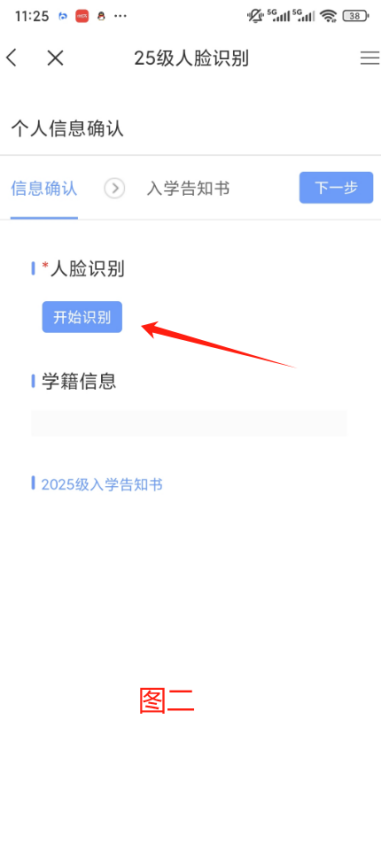 11:25 5G 5G 38
25级人脸识别
个人信息确认
信息确认 入学告知书 下一步
*人脸识别
开始识别
学籍信息
2025级入学告知书
图二